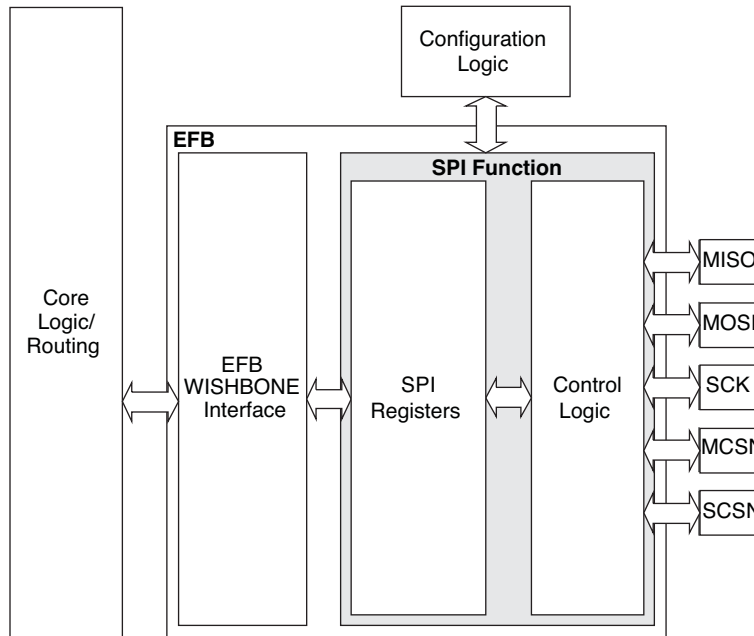 Configuration
Logic
EFB
SPI Function
Core
Logic/
Routing
EFB
WISHBONE
Interface
SPI
Registers
Control
Logic
MISO
MOSI
SCK
MCSN
SCSN